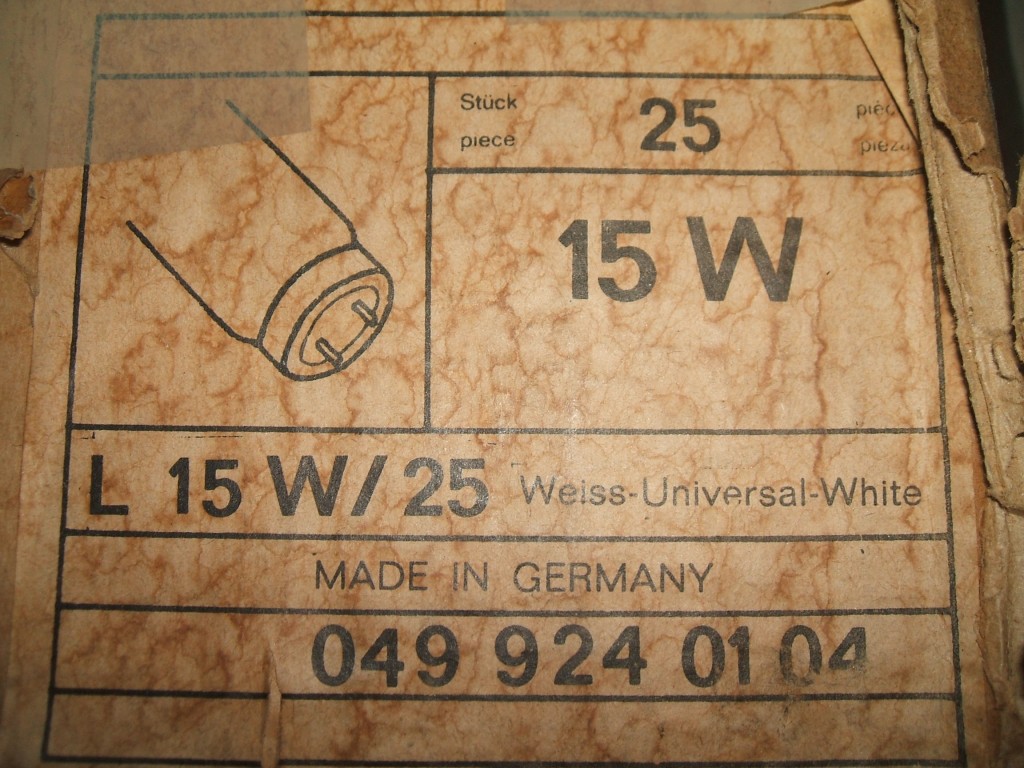 Stück
piece
25
15 W
L 15 W/25 Weiss-Universal-White
MADE IN GERMANY
049 924 01 04